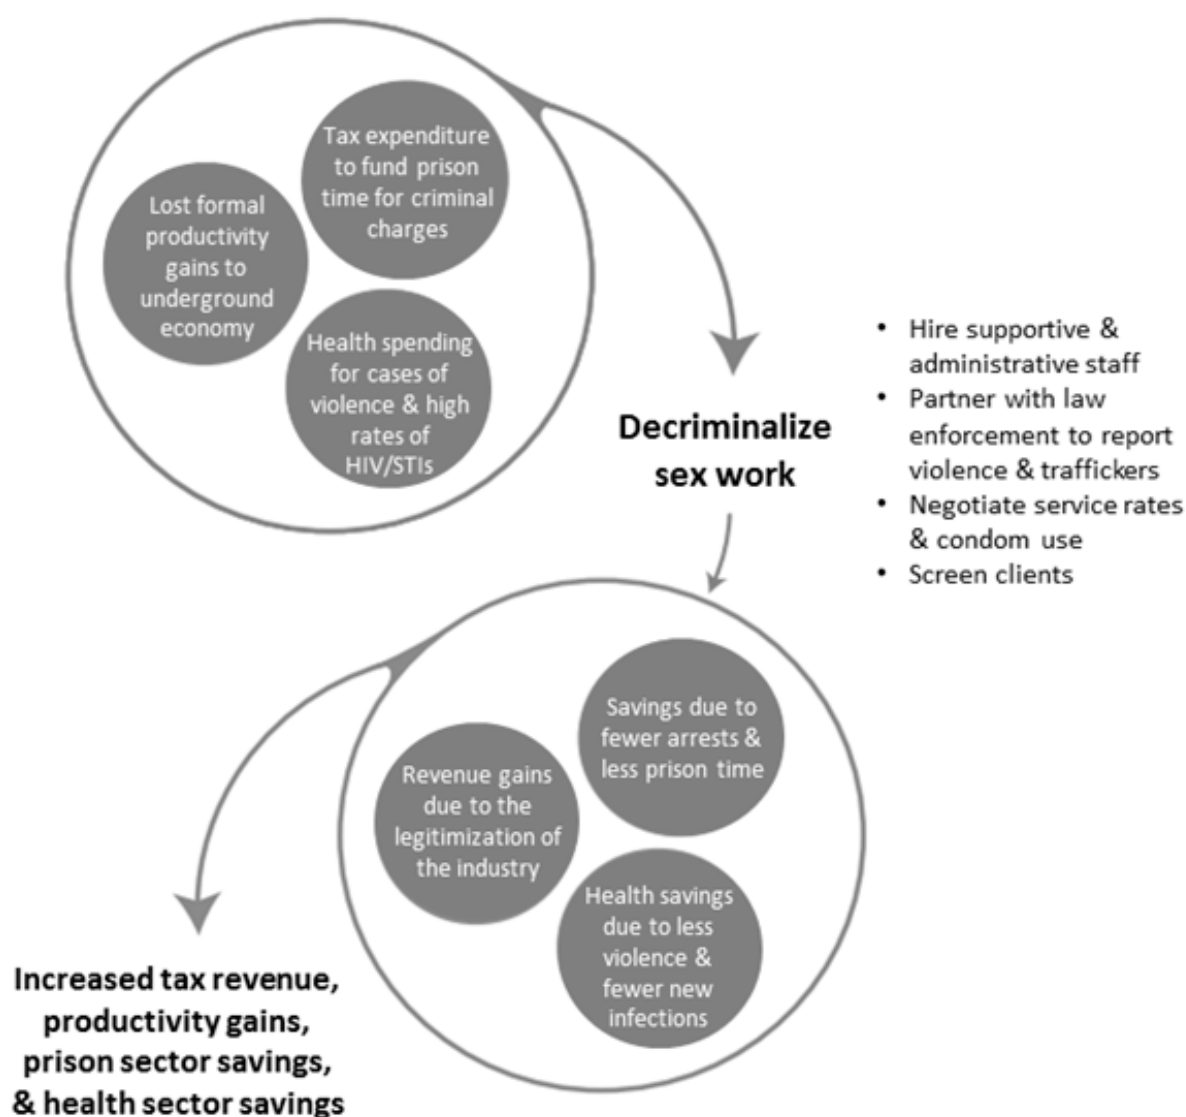 Tax expenditure
to fund prison
time for criminal
charges
Lost formal
productivity
gains to
underground
economy
Health spending
for cases of
violence & high
rates of
HIV/STIs
Decriminalize
sex work
• Hire supportive &
administrative staff
• Partner with law
enforcement to report
violence & traffickers
• Negotiate service rates
& condom use
• Screen clients
Savings due to
fewer arrests &
less prison time
Revenue gains
due to the
legitimization of
the industry
Health savings
due to less
violence &
fewer new
infections
Increased tax revenue,
productivity gains,
prison sector savings,
& health sector savings